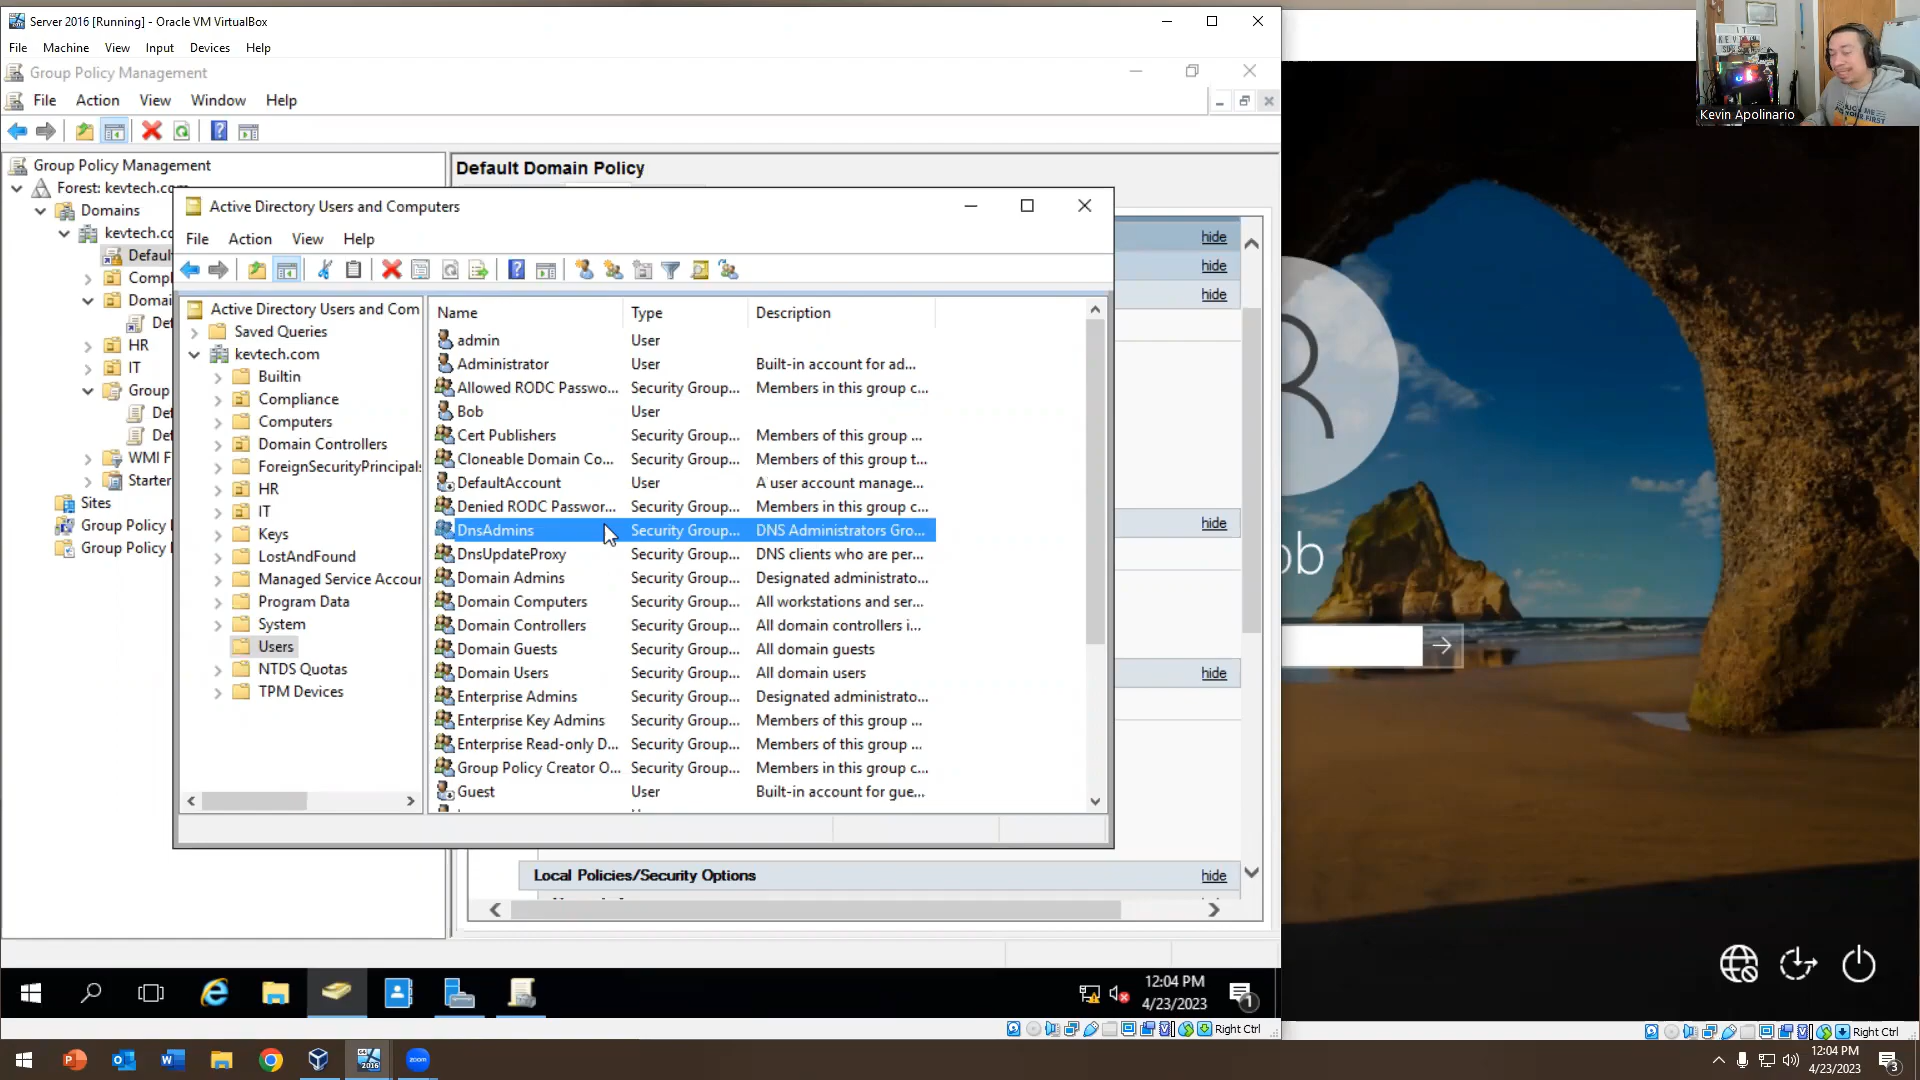 Server 2016 [Running] - Oracle VM VirtualBox
File Machine View Input Devices Help
Group Policy Management
File Action View Window Help
Group Policy Management
Forest: kevtech.com
Domains
kevtech.co
Default
Compl
Domai
Def
HR
IT
Group
Def
Def
WMI F
Starter
Sites
Group Policy
Group Policy
Default Domain Policy
hide
hide
hide
hide
hide
Local Policies/Security Options
hide
Active Directory Users and Computers
File Action View Help
Active Directory Users and Com
Saved Queries
kevtech.com
Builtin
Compliance
Computers
Domain Controllers
ForeignSecurityPrincipals
HR
IT
Keys
LostAndFound
Managed Service Accour
Program Data
System
Users
NTDS Quotas
TPM Devices
Name Type Description
admin User
Administrator User Built-in account for ad...
Allowed RODC Passwo... Security Group... Members in this group c...
Bob User
Cert Publishers Security Group... Members of this group ...
Cloneable Domain Co... Security Group... Members of this group t...
DefaultAccount User A user account manage...
Denied RODC Passwor... Security Group... Members in this group c...
DnsAdmins Security Group... DNS Administrators Gro...
DnsUpdateProxy Security Group... DNS clients who are per...
Domain Admins Security Group... Designated administrato...
Domain Computers Security Group... All workstations and ser...
Domain Controllers Security Group... All domain controllers i...
Domain Guests Security Group... All domain guests
Domain Users Security Group... All domain users
Enterprise Admins Security Group... Designated administrato...
Enterprise Key Admins Security Group... Members of this group ...
Enterprise Read-only D... Security Group... Members of this group ...
Group Policy Creator O... Security Group... Members in this group c...
Guest User Built-in account for gue...
12:04 PM
4/23/2023
1
Right Ctrl
Kevin Apolinario
R
ob
Right Ctrl
2016
zoom
12:04 PM
4/23/2023
3